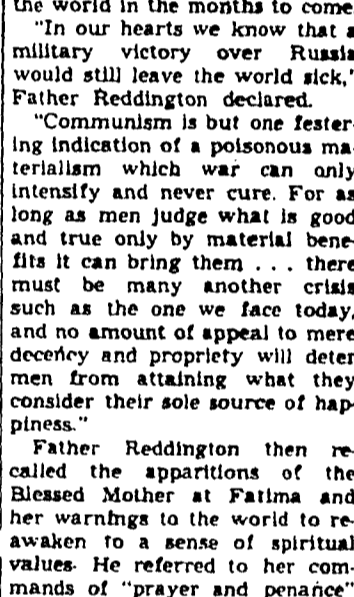 the world in the months to come
"In our hearts we know that a
military victory over Russia
would still leave the world sick,"
Father Reddington declared.
"Communism is but one fester-
ing indication of a poisonous ma-
terialism which war can only
intensify and never cure. For as
long as men judge what is good
and true only by material bene-
fits it can bring them . . . there
must be many another crisis
such as the one we face today,
and no amount of appeal to mere
decency and propriety will deter
men from attaining what they
consider their sole source of hap-
piness."
Father Reddington then re-
called the apparitions of the
Blessed Mother at Fatima and
her warnings to the world to re-
awaken to a sense of spiritual
values. He referred to her com-
mands of "prayer and penance"